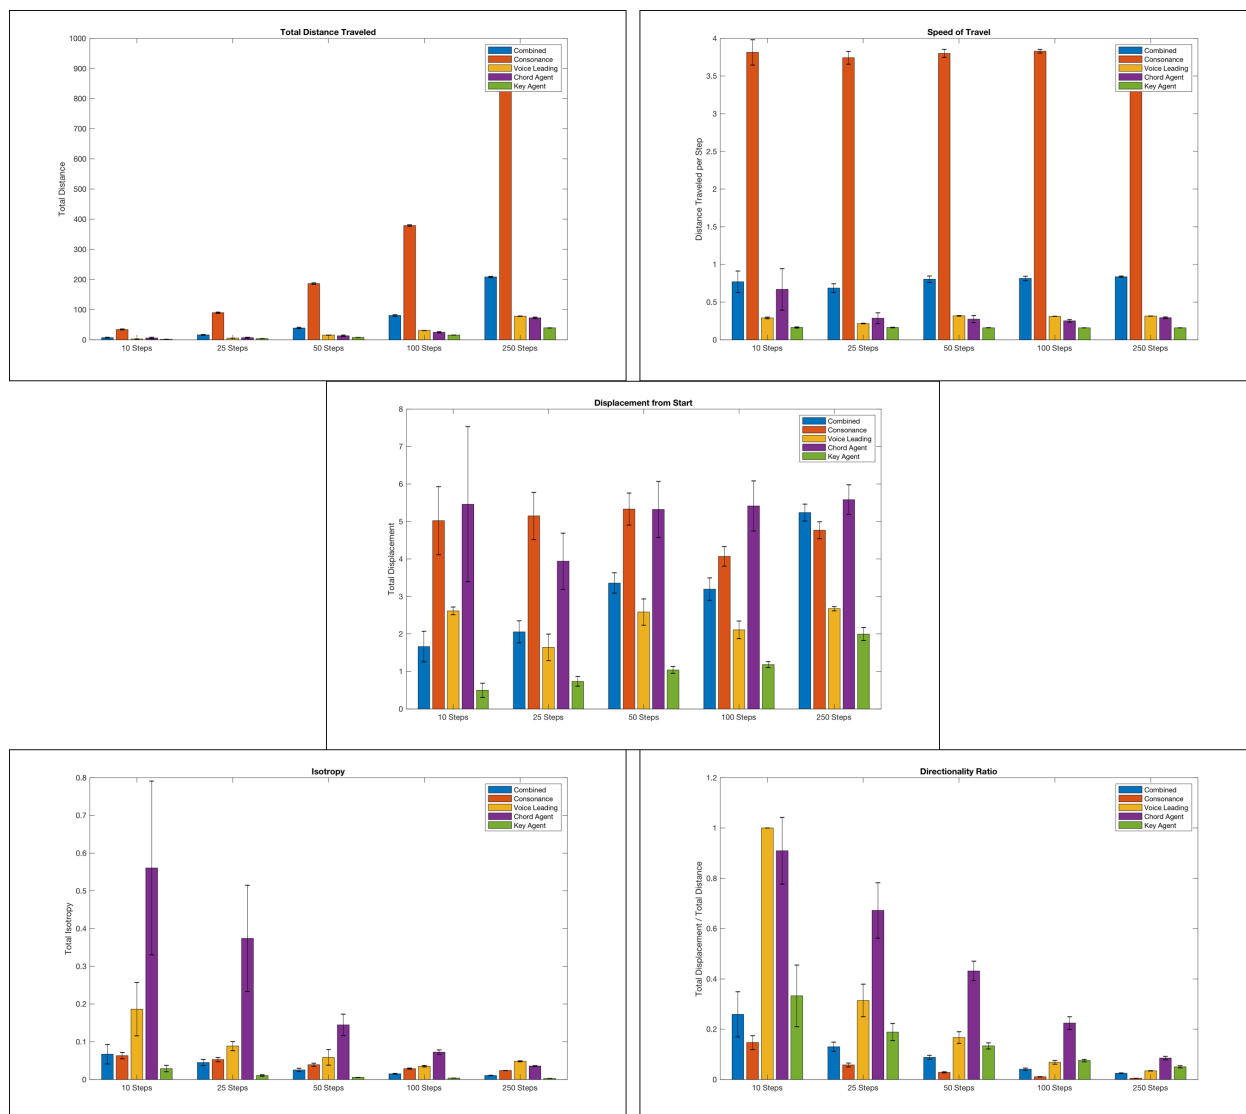 Total Distance Traveled
Total Distance
1000
900
800
700
600
500
400
300
200
100
0
Combined
Consonance
Voice Leading
Chord Agent
Key Agent
10 Steps 25 Steps 50 Steps 100 Steps 250 Steps
Speed of Travel
Distance Traveled per Step
4
3.5
3
2.5
2
1.5
1
0.5
0
Combined
Consonance
Voice Leading
Chord Agent
Key Agent
10 Steps 25 Steps 50 Steps 100 Steps 250 Steps
Displacement from Start
Total Displacement
8
7
6
5
4
3
2
1
0
Combined
Consonance
Voice Leading
Chord Agent
Key Agent
10 Steps 25 Steps 50 Steps 100 Steps 250 Steps
Isotropy
Total Isotropy
0.8
0.7
0.6
0.5
0.4
0.3
0.2
0.1
0
Combined
Consonance
Voice Leading
Chord Agent
Key Agent
10 Steps 25 Steps 50 Steps 100 Steps 250 Steps
Directionality Ratio
Total Displacement / Total Distance
1.2
1
0.8
0.6
0.4
0.2
0
Combined
Consonance
Voice Leading
Chord Agent
Key Agent
10 Steps 25 Steps 50 Steps 100 Steps 250 Steps